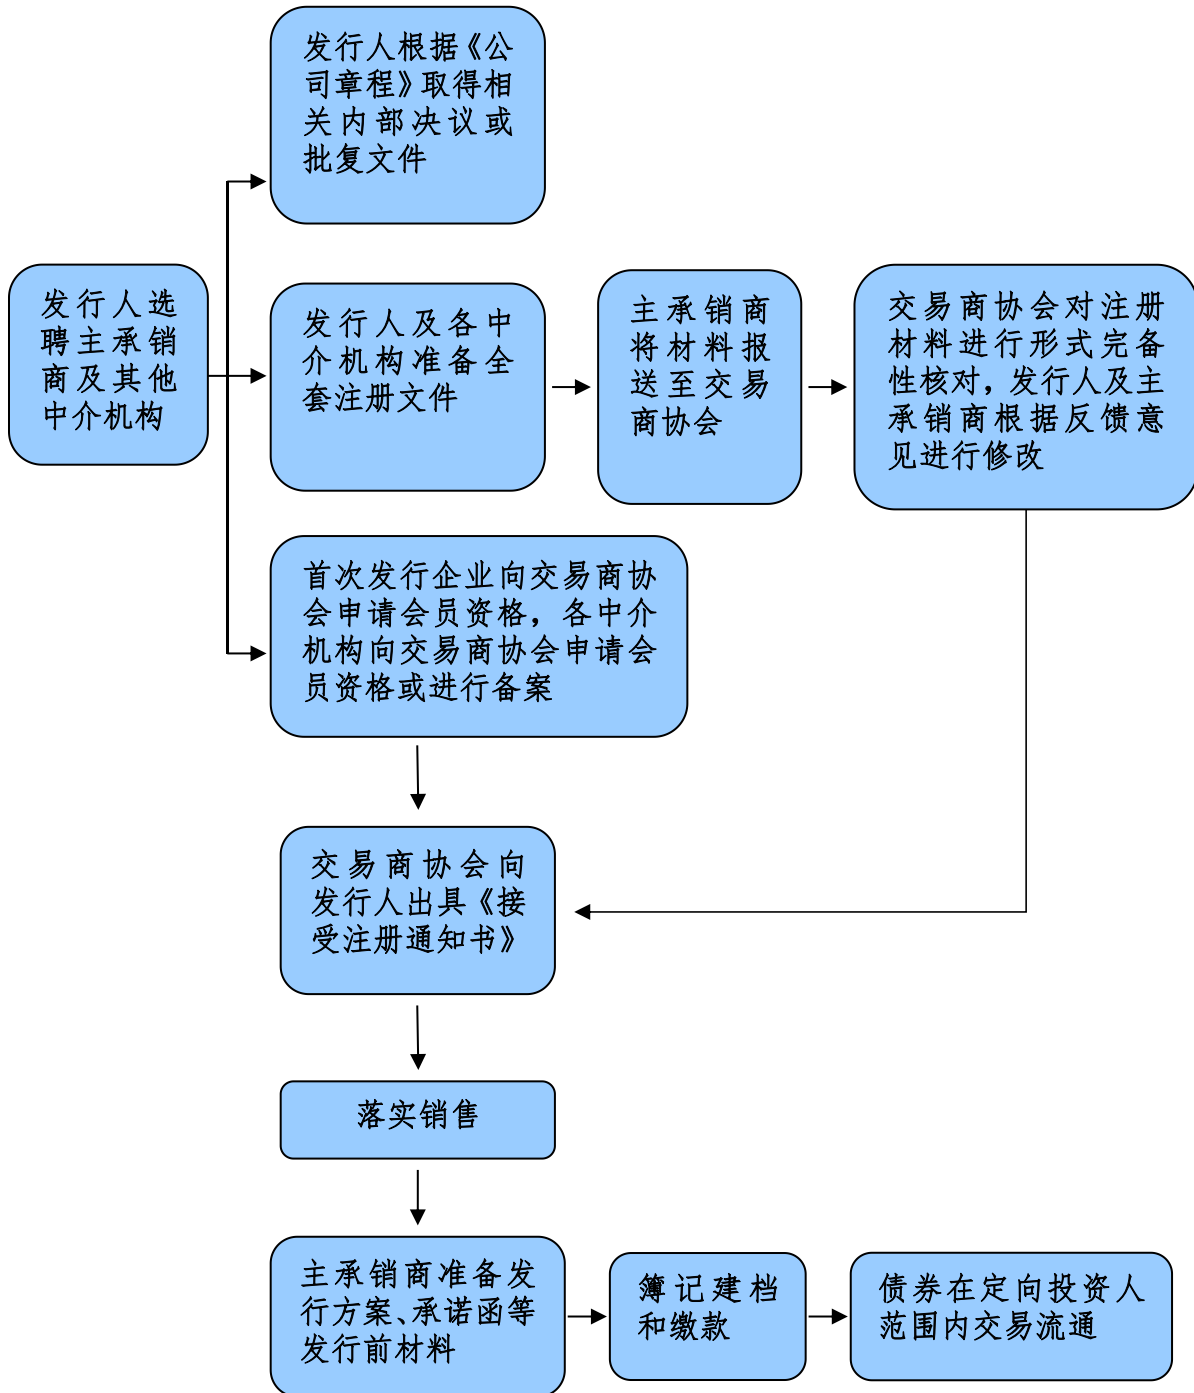 发行人根据《公
司章程》取得相
关内部决议或
批复文件
发行人选
聘主承销
商及其他
中介机构
发行人及各中
介机构准备全
套注册文件
主承销商
将材料报
送至交易
商协会
交易商协会对注册
材料进行形式完备
性核对，发行人及主
承销商根据反馈意
见进行修改
首次发行企业向交易商协
会申请会员资格，各中介
机构向交易商协会申请会
员资格或进行备案
交易商协会向
发行人出具《接
受注册通知书》
落实销售
主承销商准备发
行方案、承诺函等
发行前材料
簿记建档
和缴款
债券在定向投资人
范围内交易流通